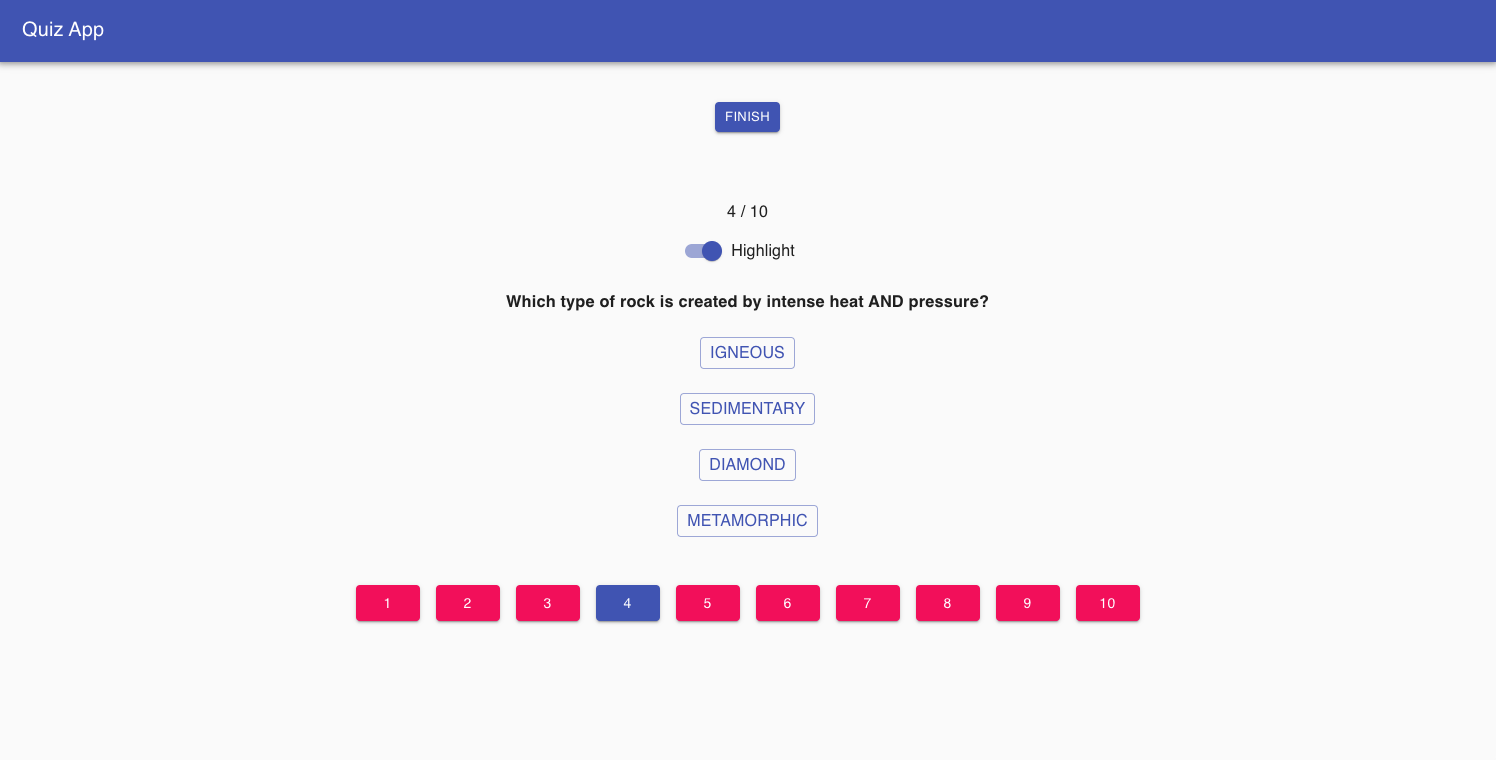 Quiz App
FINISH
4 / 10
Highlight
Which type of rock is created by intense heat AND pressure?
IGNEOUS
SEDIMENTARY
DIAMOND
METAMORPHIC
1 2 3 4 5 6 7 8 9 10